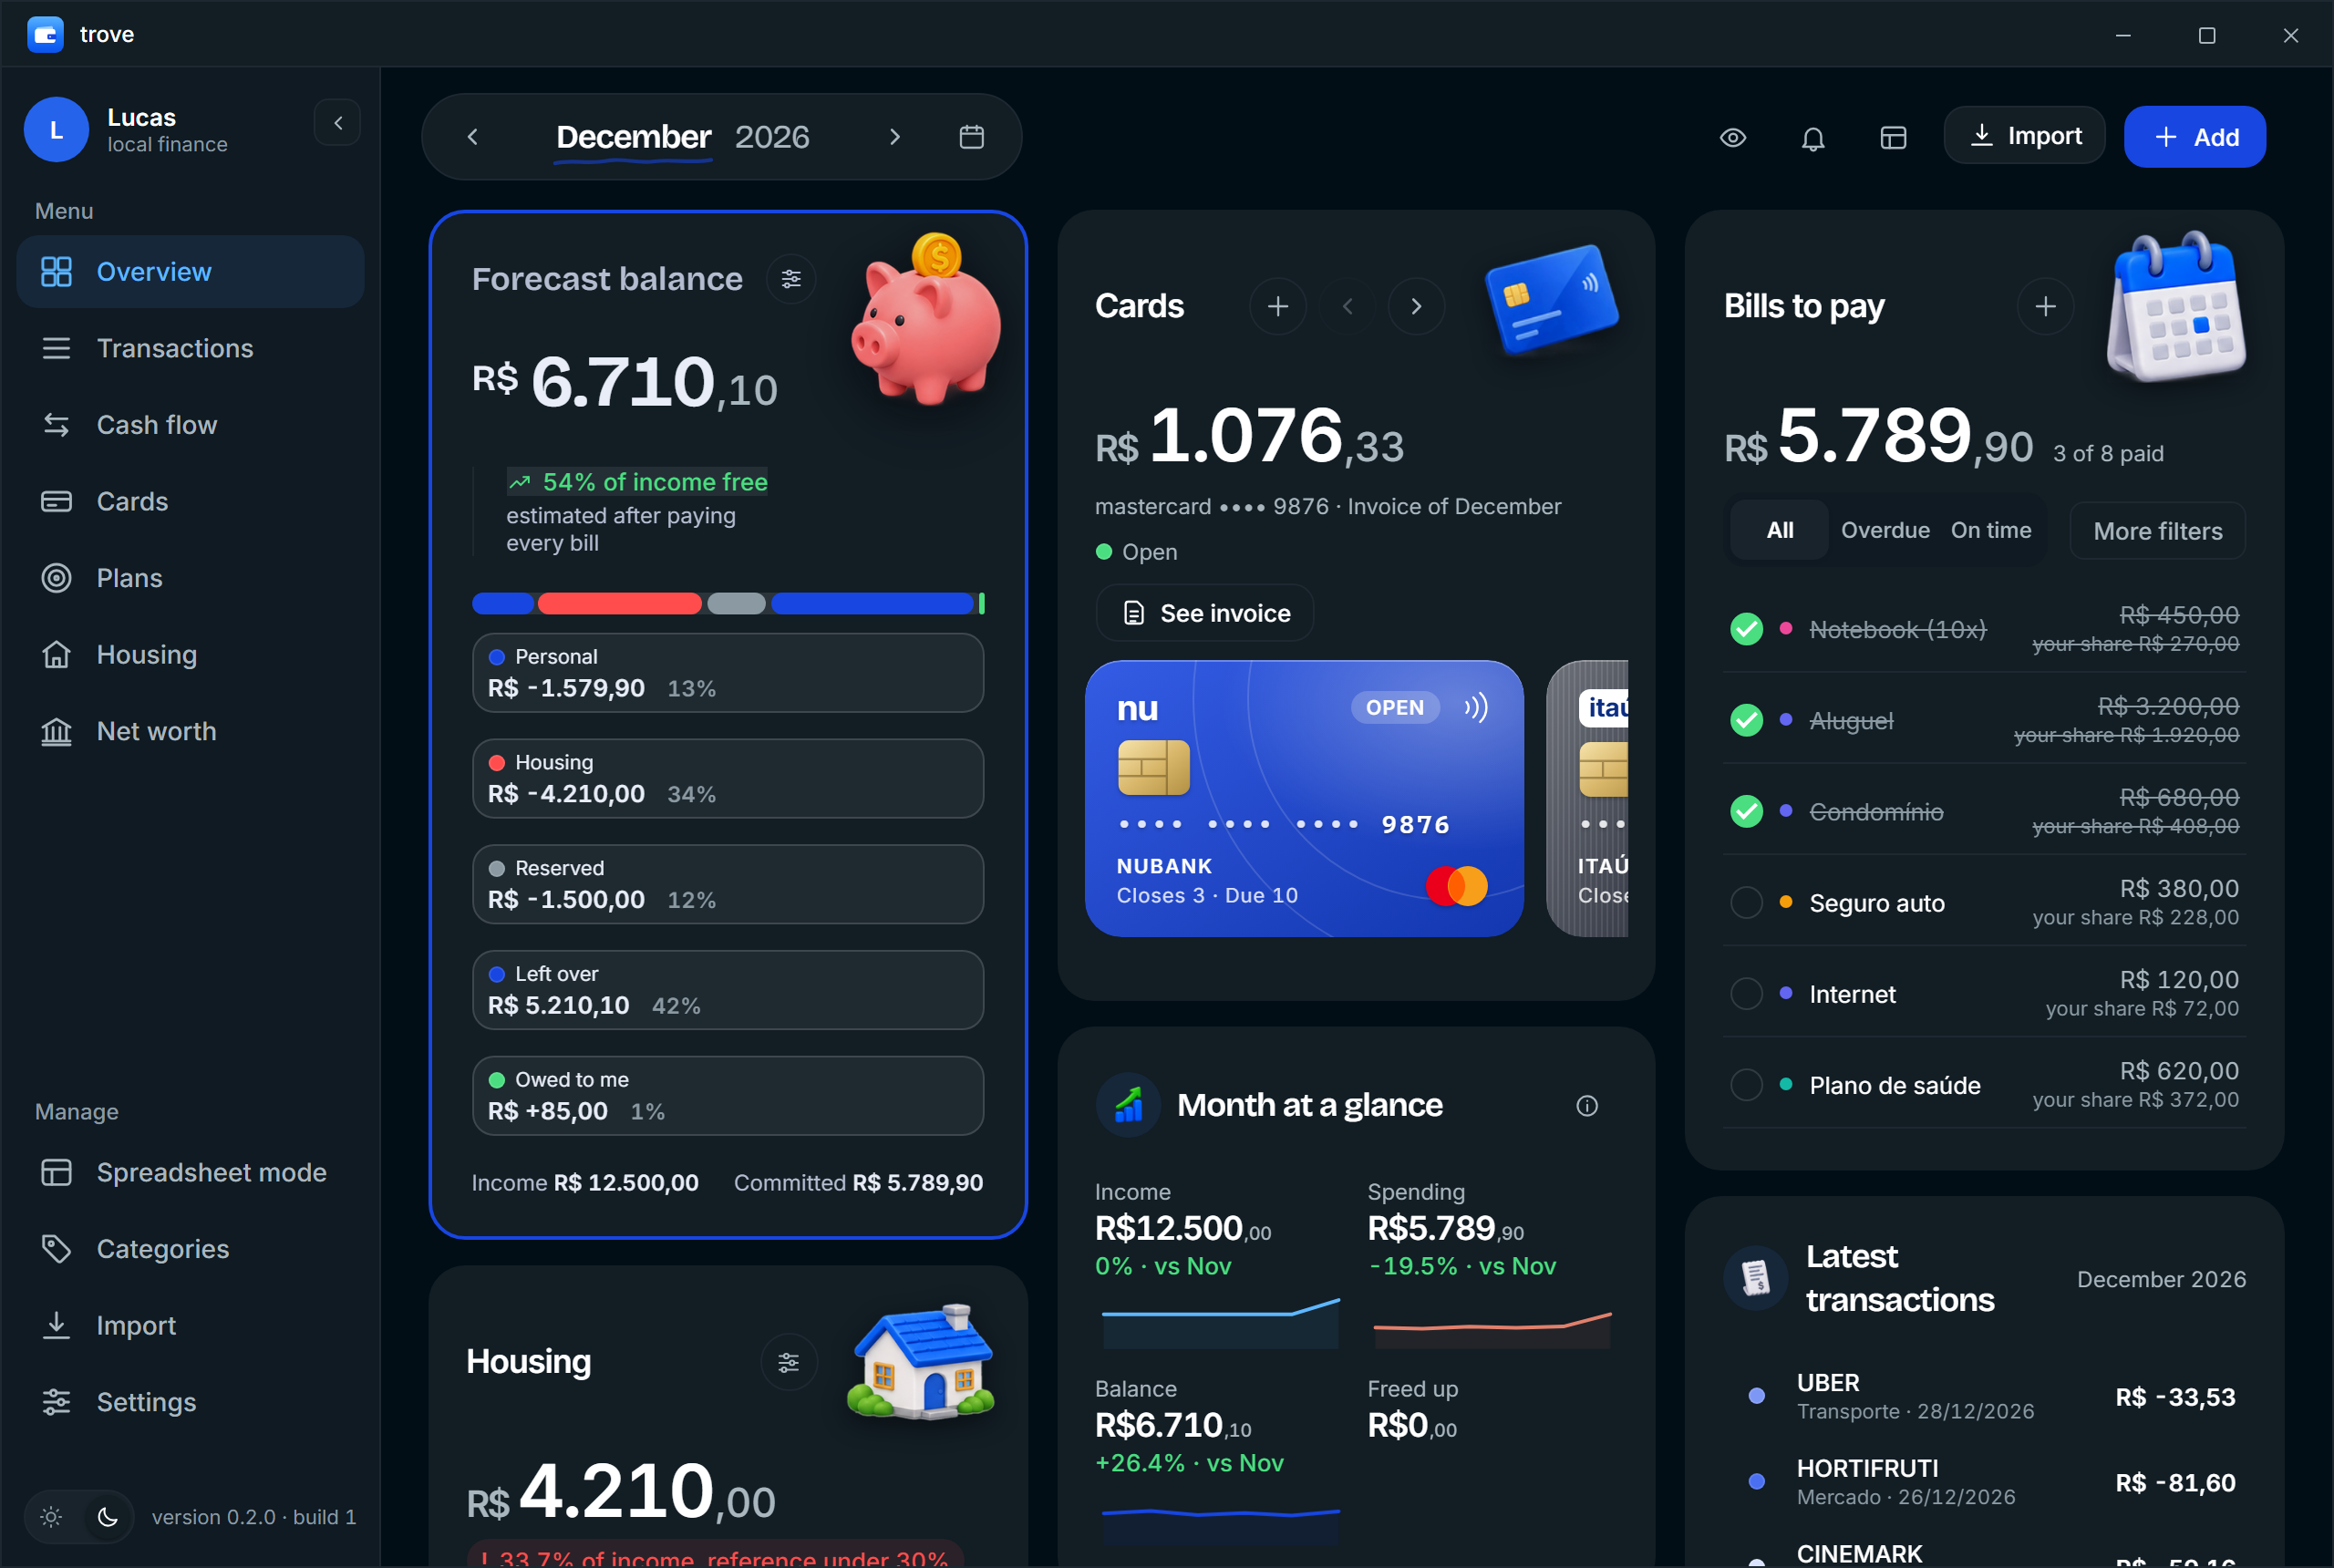 trove
L
Lucas
local finance
Menu
Overview
Transactions
Cash flow
Cards
Plans
Housing
Net worth
Manage
Spreadsheet mode
Categories
Import
Settings
version 0.2.0 · build 1
December 2026
Import
Add
Forecast balance
R$ 6.710,10
54% of income free
estimated after paying
every bill
Personal
R$ -1.579,90 13%
Housing
R$ -4.210,00 34%
Reserved
R$ -1.500,00 12%
Left over
R$ 5.210,10 42%
Owed to me
R$ +85,00 1%
Income R$ 12.500,00 Committed R$ 5.789,90
Housing
R$ 4.210,00
! 33.7% of income, reference under 30%
Cards
R$ 1.076,33
mastercard •••• 9876 · Invoice of December
Open
See invoice
nu OPEN
•••• •••• •••• 9876
NUBANK
Closes 3 · Due 10
itaú
•••
ITAÚ
Close
Month at a glance
Income
R$12.500,00
0% · vs Nov
Spending
R$5.789,90
-19.5% · vs Nov
Balance
R$6.710,10
+26.4% · vs Nov
Freed up
R$0,00
Bills to pay
R$ 5.789,90 3 of 8 paid
All Overdue On time More filters
Notebook (10x) R$ 450,00
your share R$ 270,00
Aluguel R$ 3.200,00
your share R$ 1.920,00
Condomínio R$ 680,00
your share R$ 408,00
Seguro auto R$ 380,00
your share R$ 228,00
Internet R$ 120,00
your share R$ 72,00
Plano de saúde R$ 620,00
your share R$ 372,00
Latest
transactions
December 2026
UBER
Transporte · 28/12/2026
R$ -33,53
HORTIFRUTI
Mercado · 26/12/2026
R$ -81,60
CINEMARK